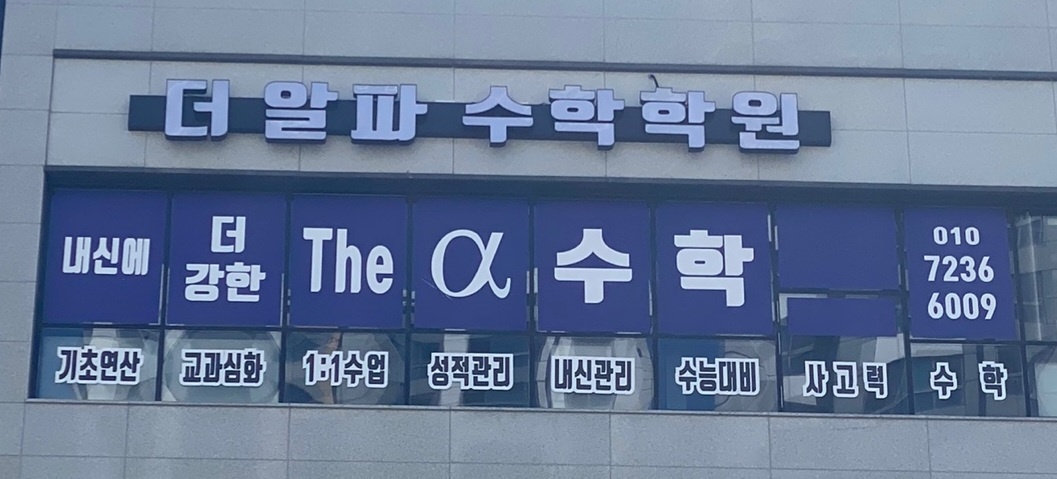 더 알파 수학학원
내신에 더 강한 The α 수학
010
7236
6009
기초연산 교과심화 1:1수업 성적관리 내신관리 수능대비 사고력 수학